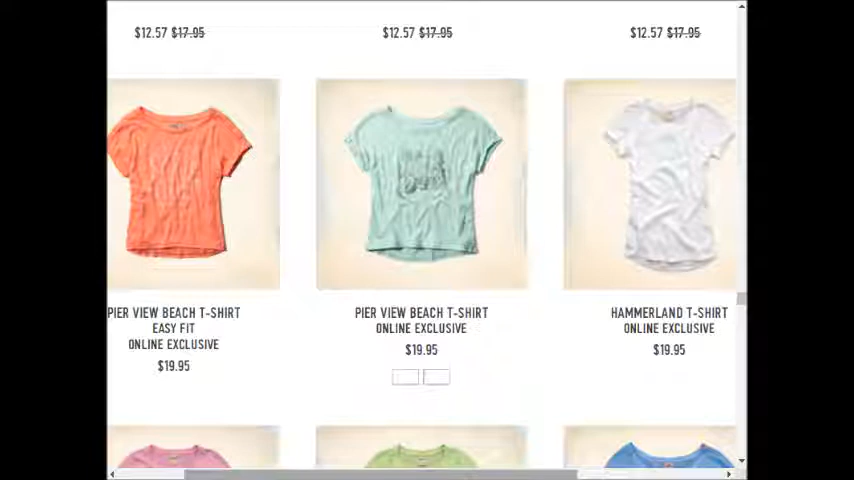 $12.57 $17.95
$12.57 $17.95
$12.57 $17.95
PIER VIEW BEACH T-SHIRT
EASY FIT
ONLINE EXCLUSIVE
$19.95
PIER VIEW BEACH T-SHIRT
ONLINE EXCLUSIVE
$19.95
HAMMERLAND T-SHIRT
ONLINE EXCLUSIVE
$19.95